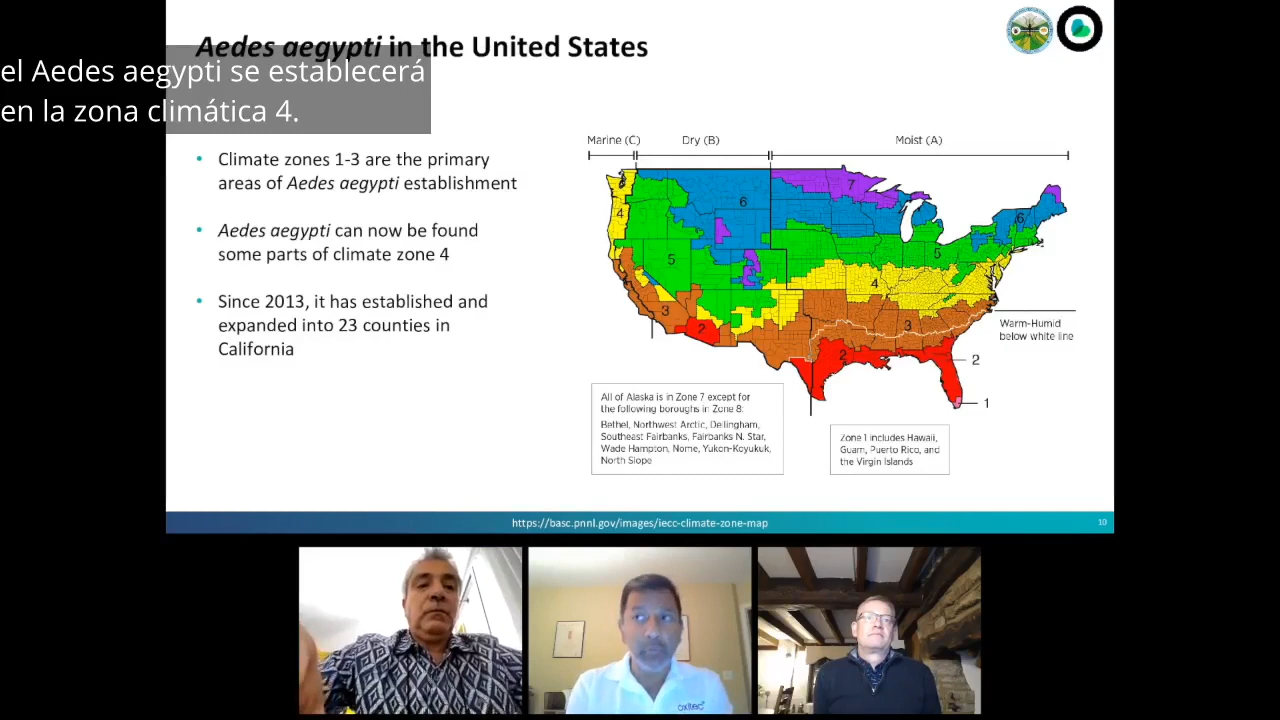 Aedes aegypti in the United States
el Aedes aegypti se establecerá
en la zona climática 4.
• Climate zones 1-3 are the primary
areas of Aedes aegypti establishment
• Aedes aegypti can now be found
some parts of climate zone 4
• Since 2013, it has established and
expanded into 23 counties in
California
Marine (C) Dry (B) Moist (A)
7
6
6
4
5
5
4
3
3
2
2
Warm-Humid
below white line
2
1
All of Alaska is in Zone 7 except for
the following boroughs in Zone 8:
Bethel, Northwest Arctic, Dellingham,
Southeast Fairbanks, Fairbanks N. Star,
Wade Hampton, Nome, Yukon-Koyukuk,
North Slope
Zone 1 includes Hawaii,
Guam, Puerto Rico, and
the Virgin Islands
https://basc.pnnl.gov/images/iecc-climate-zone-map
10
oxitec